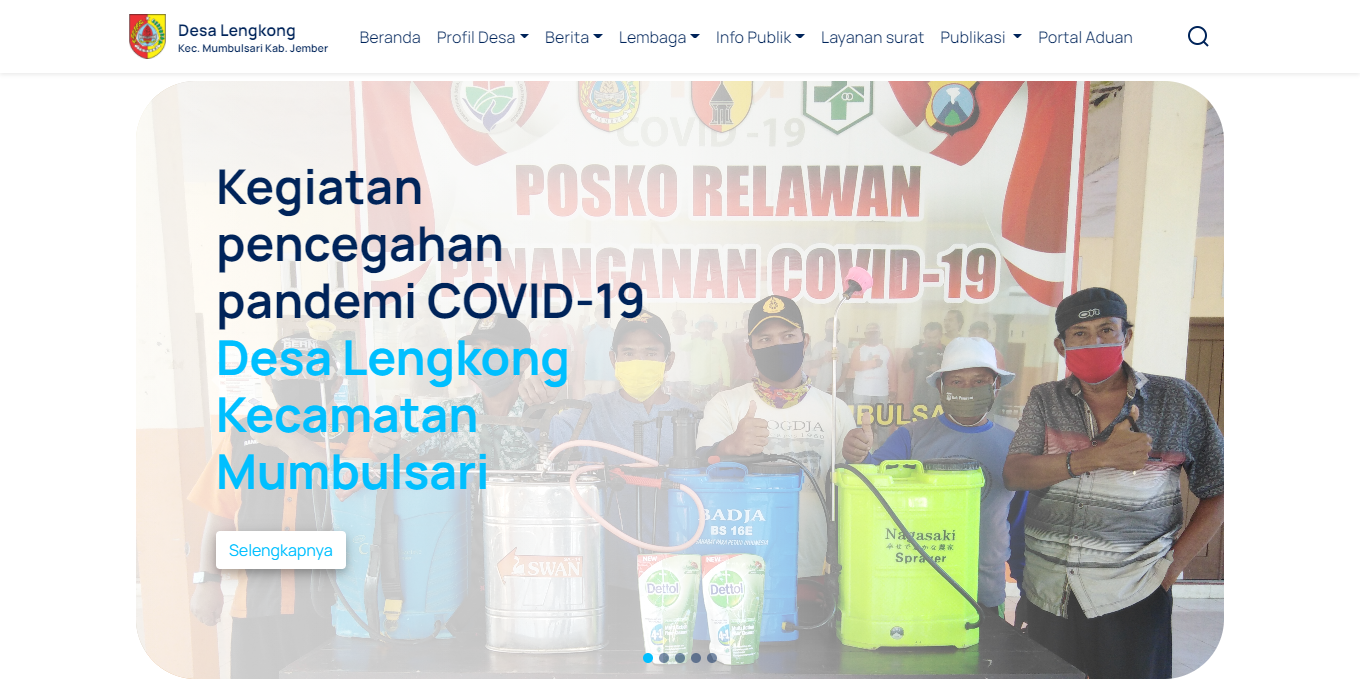 Desa Lengkong
Kec. Mumbulsari Kab. Jember
Beranda
Profil Desa
Berita
Lembaga
Info Publik
Layanan surat
Publikasi
Portal Aduan
COVID -19
POSKO RELAWAN
PENANGANAN COVID-19
Kegiatan
pencegahan
pandemi COVID-19
Desa Lengkong
Kecamatan
Mumbulsari
Selengkapnya
SWAN
BADJA
BS 16E
Nagasaki
Sprayer
NEW
Dettol
NEW
Dettol